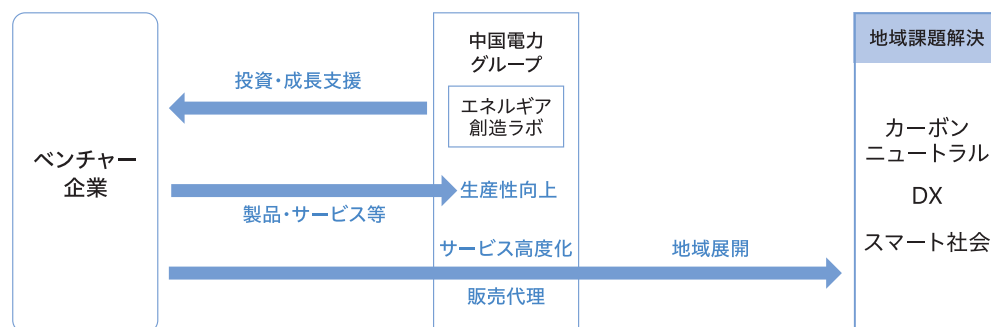 ベンチャー
企業
投資・成長支援
製品・サービス等
中国電力
グループ
エネルギア
創造ラボ
生産性向上
サービス高度化
販売代理
地域展開
地域課題解決
カーボン
ニュートラル
DX
スマート社会